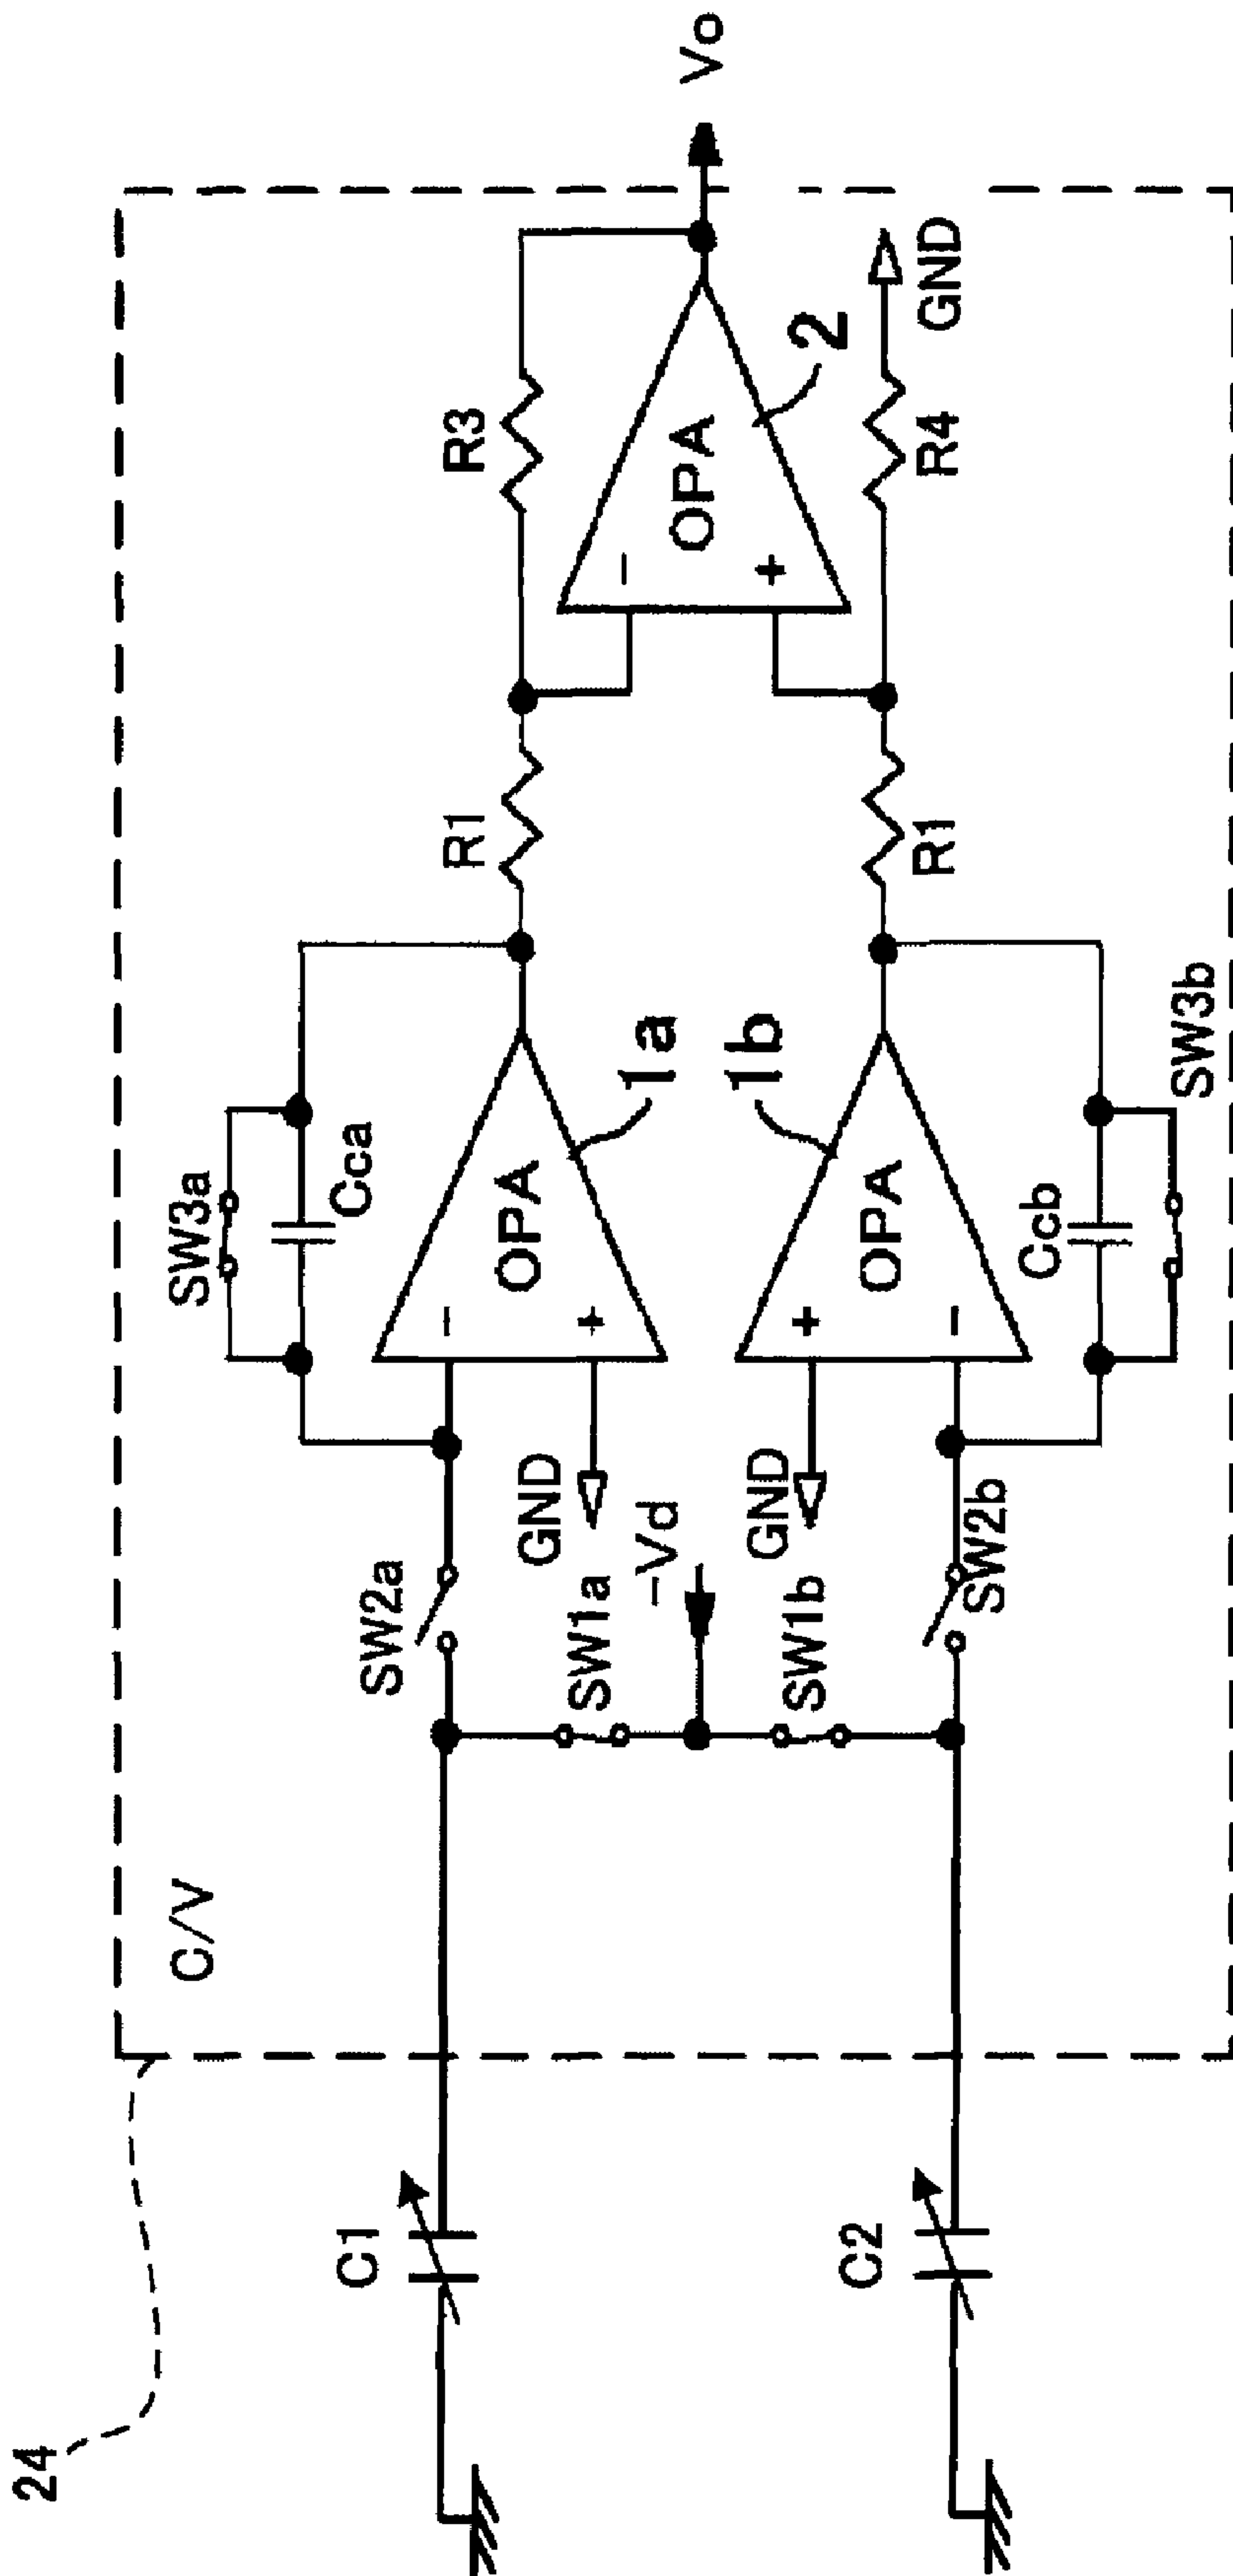 24
C/V
C1
C2
SW2a
SW1a
-Vd
SW1b
SW2b
GND
GND
SW3a
Cca
OPA
1a
OPA
1b
Ccb
SW3b
R1
R1
R3
OPA
2
R4
GND
Vo
-
+
+
-
-
+